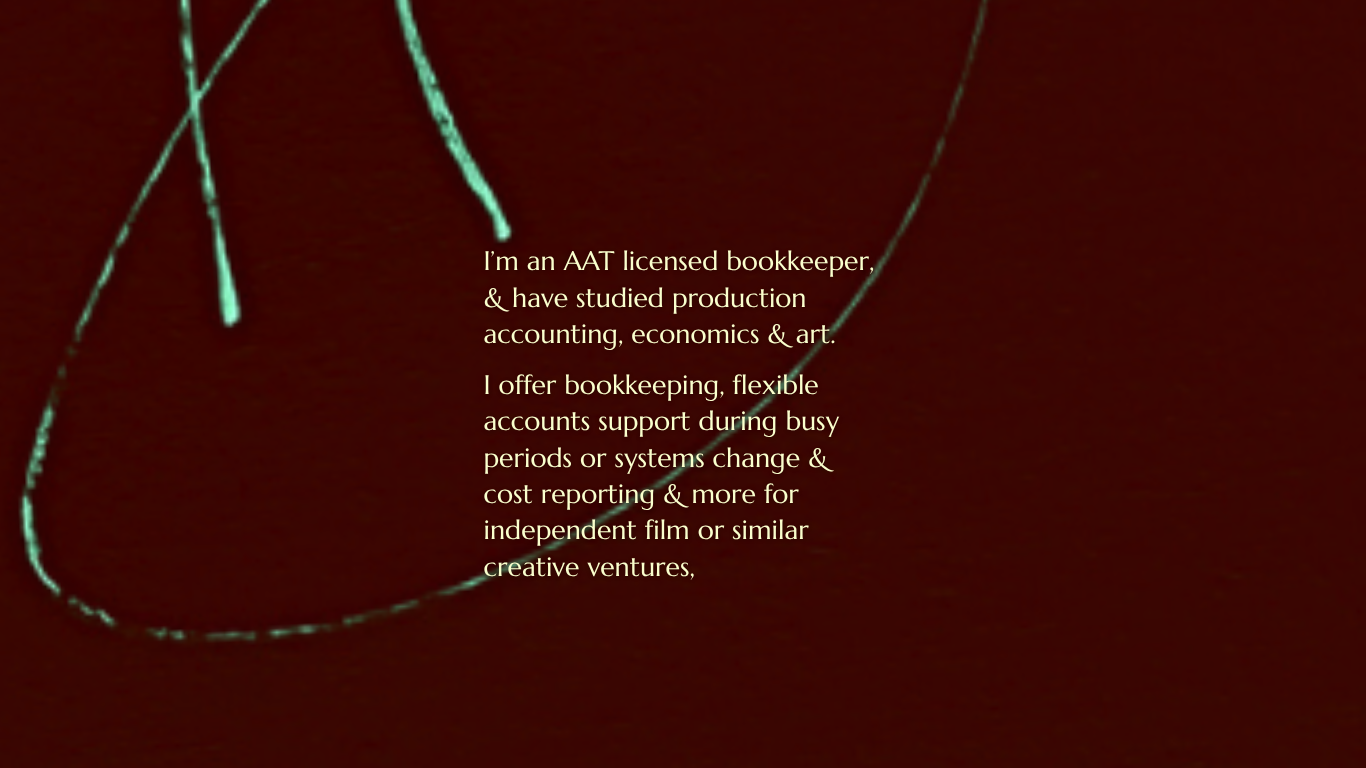 I’m an AAT licensed bookkeeper,
& have studied production
accounting, economics & art.
I offer bookkeeping, flexible
accounts support during busy
periods or systems change &
cost reporting & more for
independent film or similar
creative ventures,